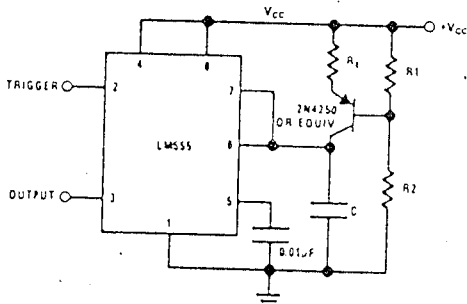 VCC
+VCC
4
8
RE
R1
TRIGGER
2
7
2N4250
OR EQUIV
LM555
6
R2
OUTPUT
3
5
C
1
0.01µF